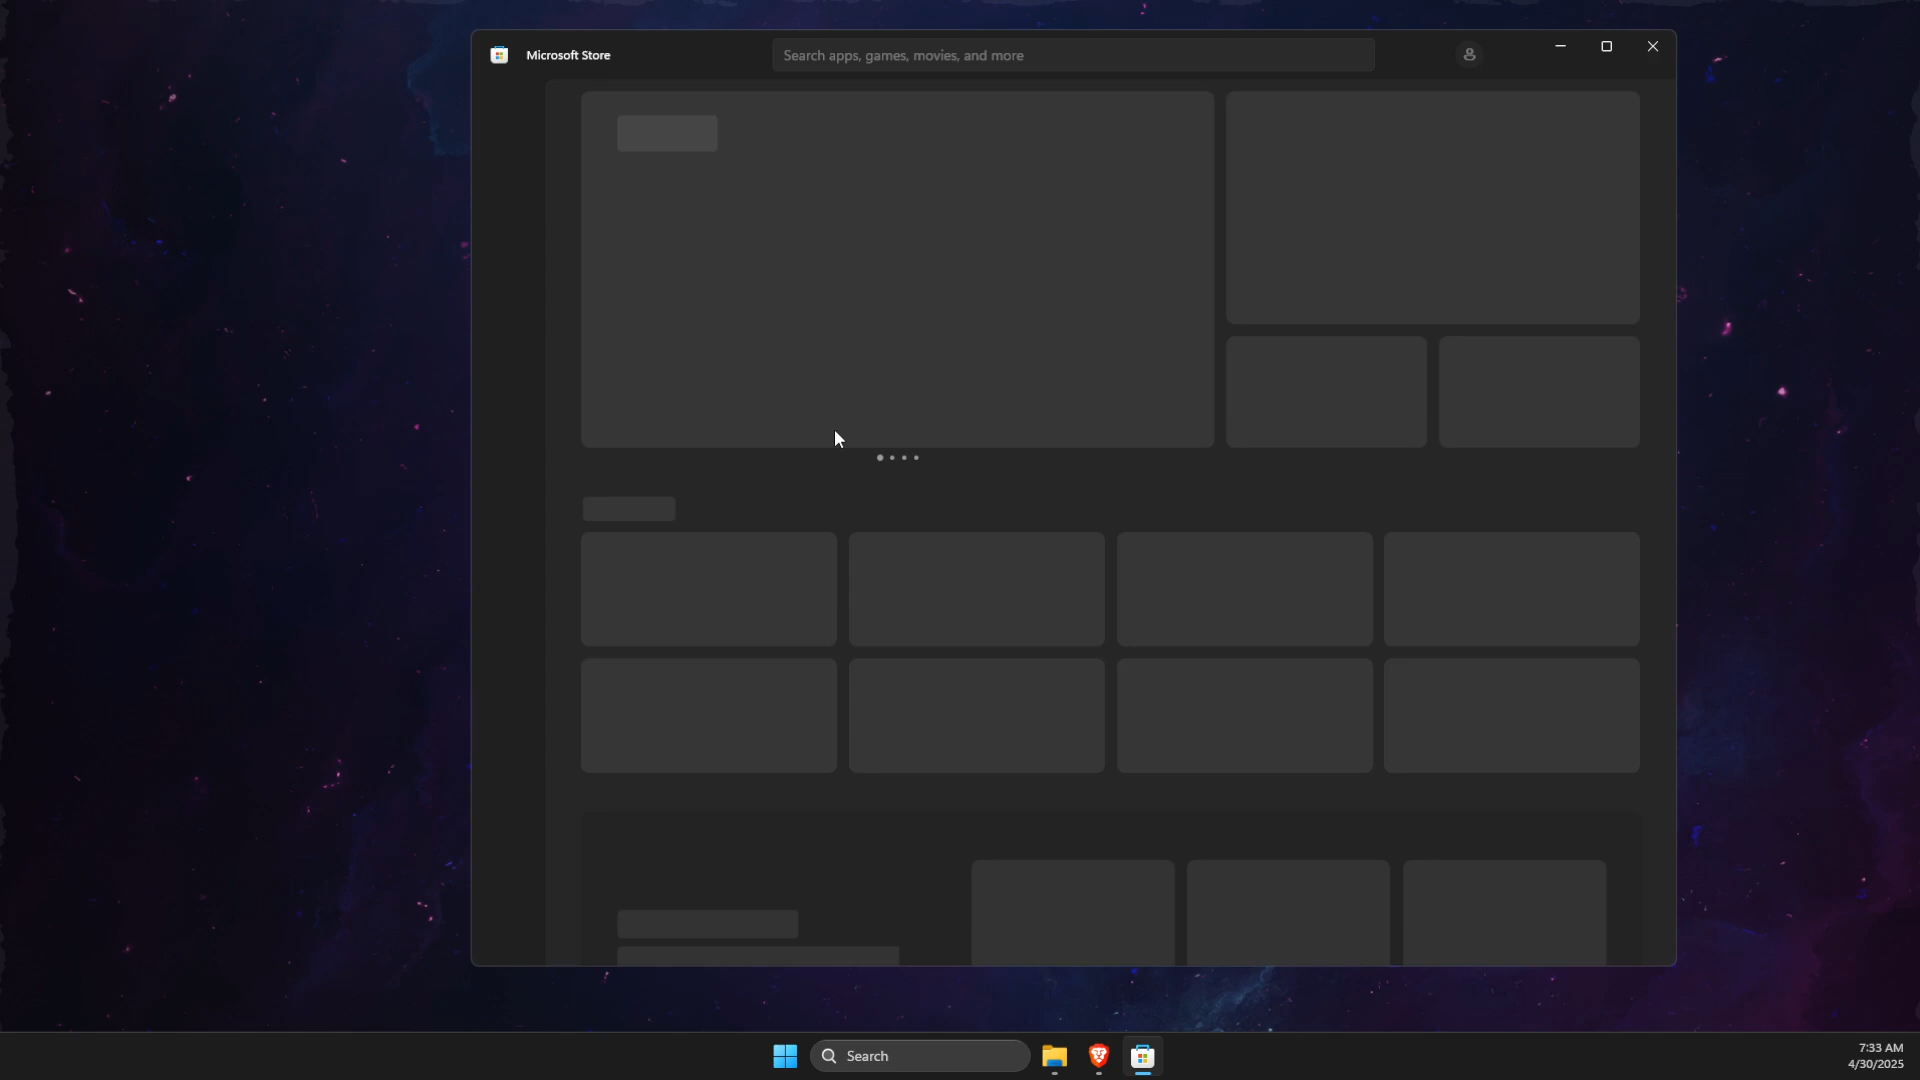 Microsoft Store
Search apps, games, movies, and more
Search
7:33 AM
4/30/2025